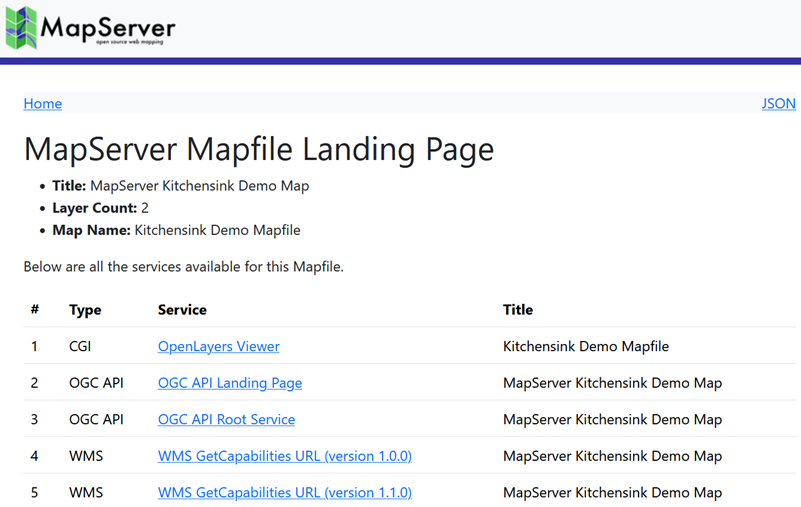 MapServer
open source web mapping
Home JSON
MapServer Mapfile Landing Page
• Title: MapServer Kitchensink Demo Map
• Layer Count: 2
• Map Name: Kitchensink Demo Mapfile
Below are all the services available for this Mapfile.
# Type Service Title
1 CGI OpenLayers Viewer Kitchensink Demo Mapfile
2 OGC API OGC API Landing Page MapServer Kitchensink Demo Map
3 OGC API OGC API Root Service MapServer Kitchensink Demo Map
4 WMS WMS GetCapabilities URL (version 1.0.0) MapServer Kitchensink Demo Map
5 WMS WMS GetCapabilities URL (version 1.1.0) MapServer Kitchensink Demo Map